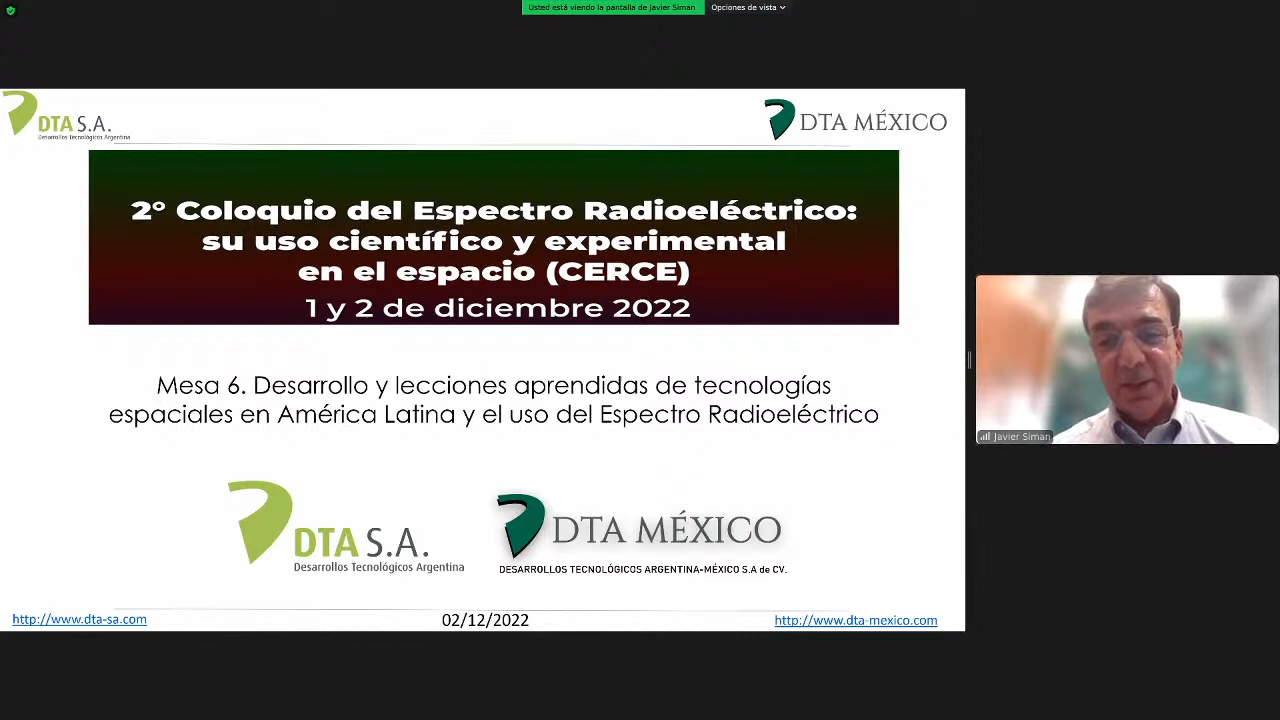 Usted está viendo la pantalla de Javier Siman
Opciones de vista
DTA S.A.
Desarrollos Tecnológicos Argentina
DTA MÉXICO
2° Coloquio del Espectro Radioeléctrico:
su uso científico y experimental
en el espacio (CERCE)
1 y 2 de diciembre 2022
Mesa 6. Desarrollo y lecciones aprendidas de tecnologías
espaciales en América Latina y el uso del Espectro Radioeléctrico
DTA S.A.
Desarrollos Tecnológicos Argentina
DTA MÉXICO
DESARROLLOS TECNOLÓGICOS ARGENTINA-MÉXICO S.A de CV.
http://www.dta-sa.com
02/12/2022
http://www.dta-mexico.com
Javier Siman